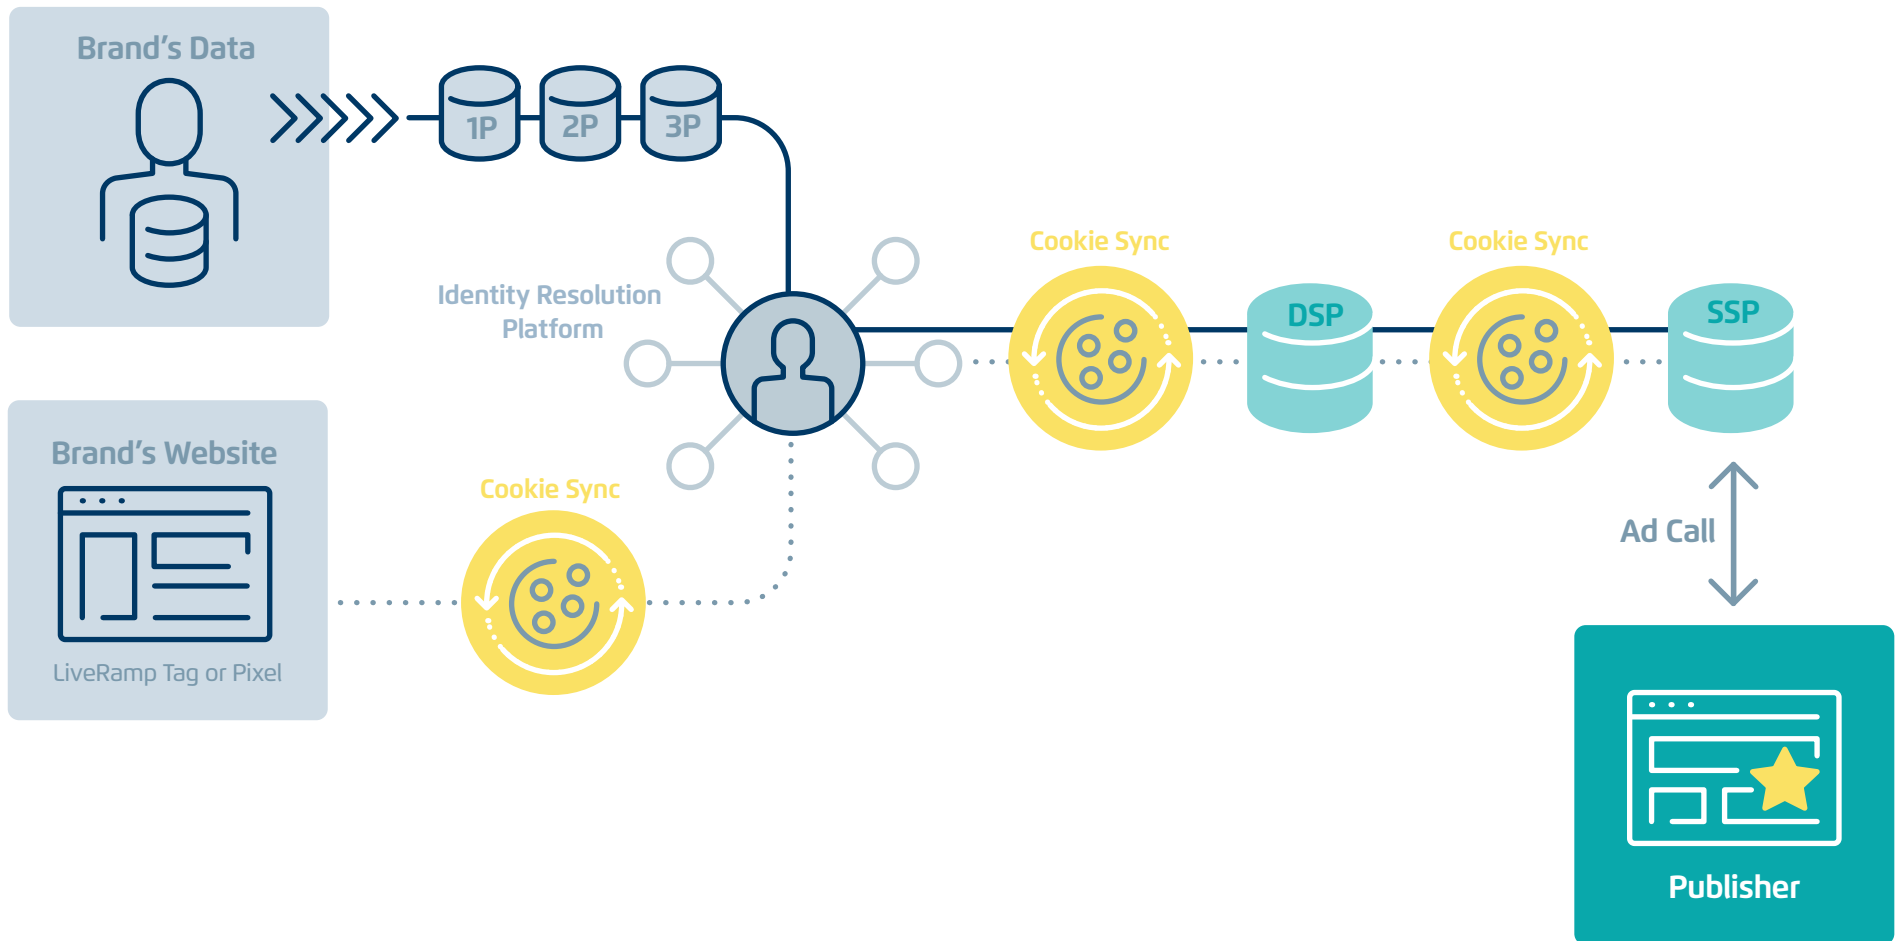 Brand's Data
1P
2P
3P
Cookie Sync
Cookie Sync
Identity Resolution
Platform
DSP
SSP
Brand's Website
Cookie Sync
Ad Call
LiveRamp Tag or Pixel
Publisher